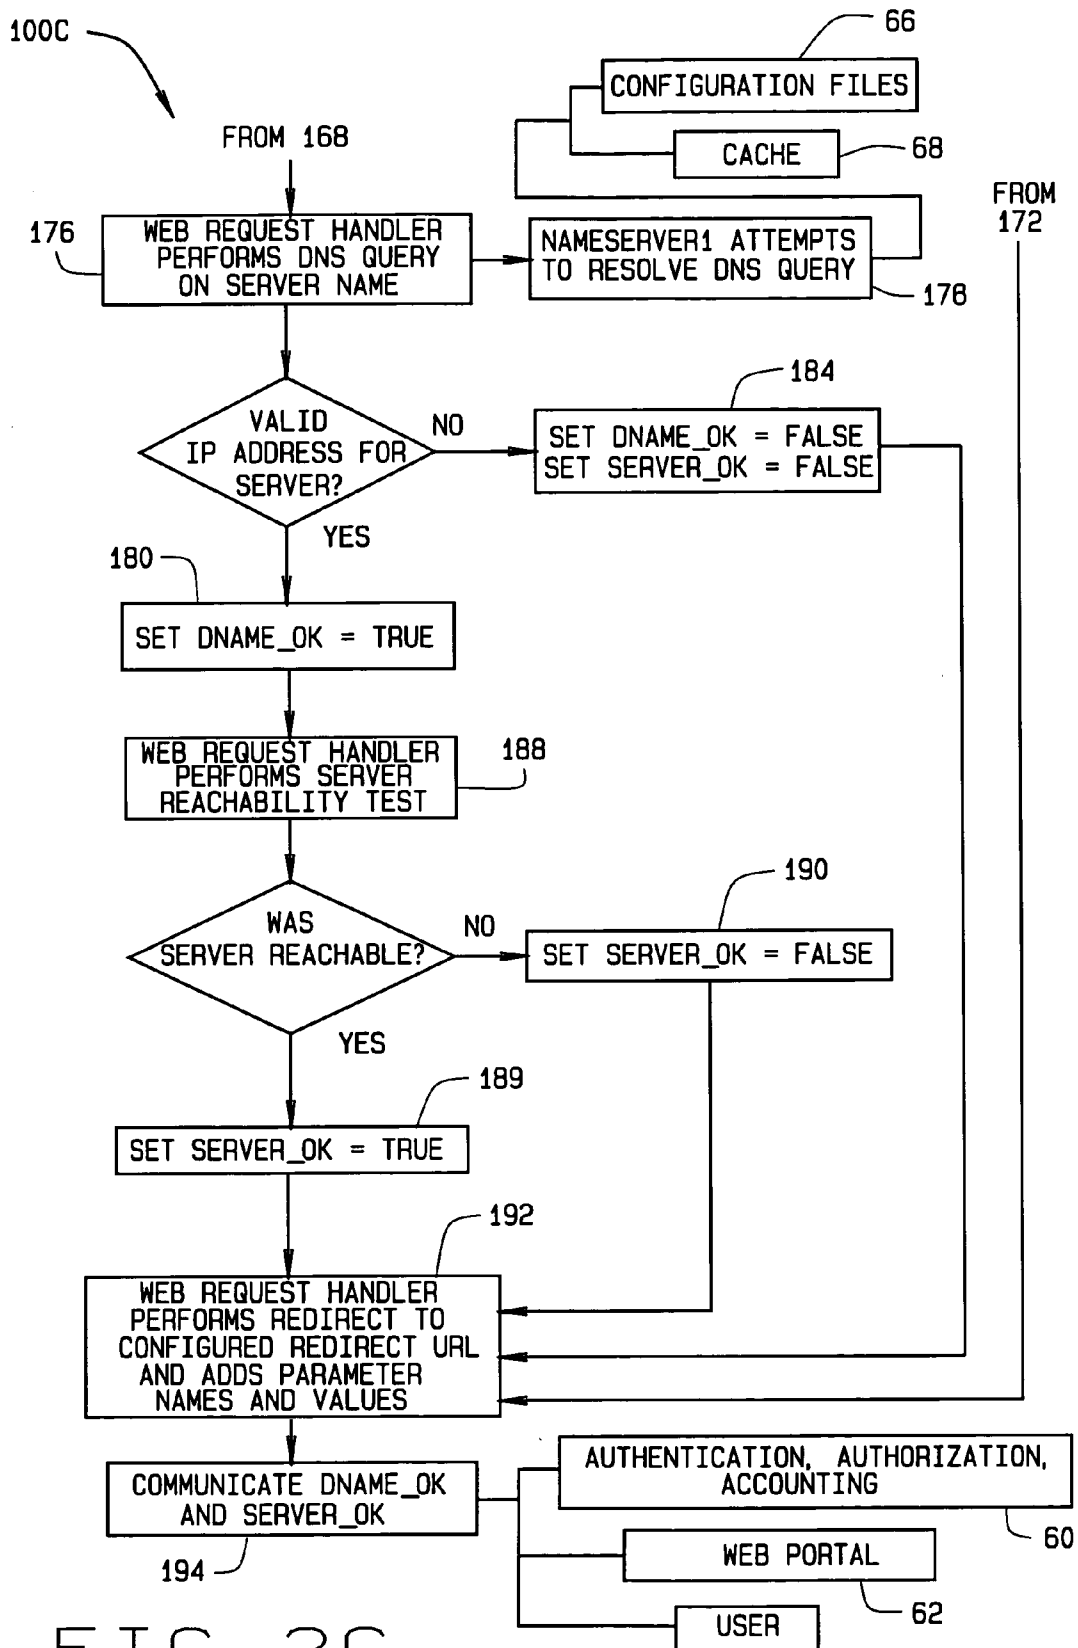 100C
66
CONFIGURATION FILES
FROM 168
CACHE
68
FROM
172
176
WEB REQUEST HANDLER
PERFORMS DNS QUERY
ON SERVER NAME
NAMESERVER1 ATTEMPTS
TO RESOLVE DNS QUERY
178
184
VALID
IP ADDRESS FOR
SERVER?
NO
SET DNAME_OK = FALSE
SET SERVER_OK = FALSE
YES
180
SET DNAME_OK = TRUE
WEB REQUEST HANDLER
PERFORMS SERVER
REACHABILITY TEST
188
190
WAS
SERVER REACHABLE?
NO
SET SERVER_OK = FALSE
YES
189
SET SERVER_OK = TRUE
192
WEB REQUEST HANDLER
PERFORMS REDIRECT TO
CONFIGURED REDIRECT URL
AND ADDS PARAMETER
NAMES AND VALUES
COMMUNICATE DNAME_OK
AND SERVER_OK
194
AUTHENTICATION, AUTHORIZATION,
ACCOUNTING
60
WEB PORTAL
62
USER
FIG. 2C